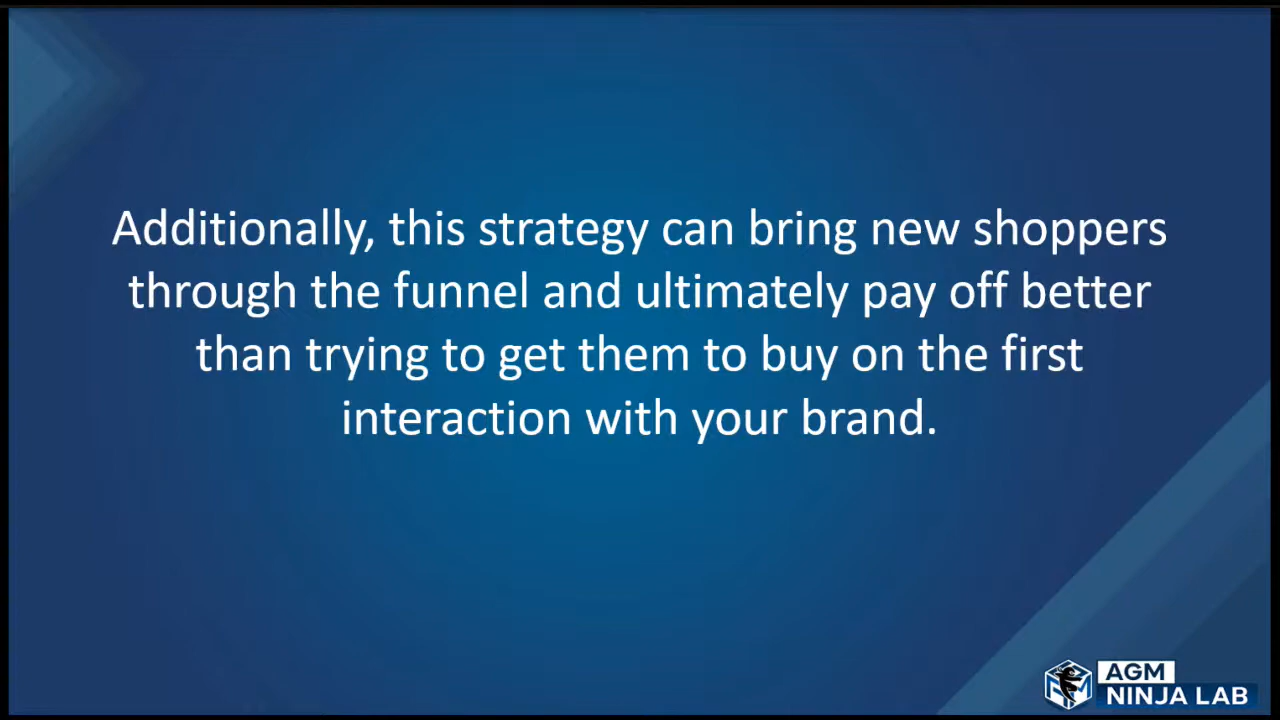 Additionally, this strategy can bring new shoppers
through the funnel and ultimately pay off better
than trying to get them to buy on the first
interaction with your brand.
AGM
NINJA LAB